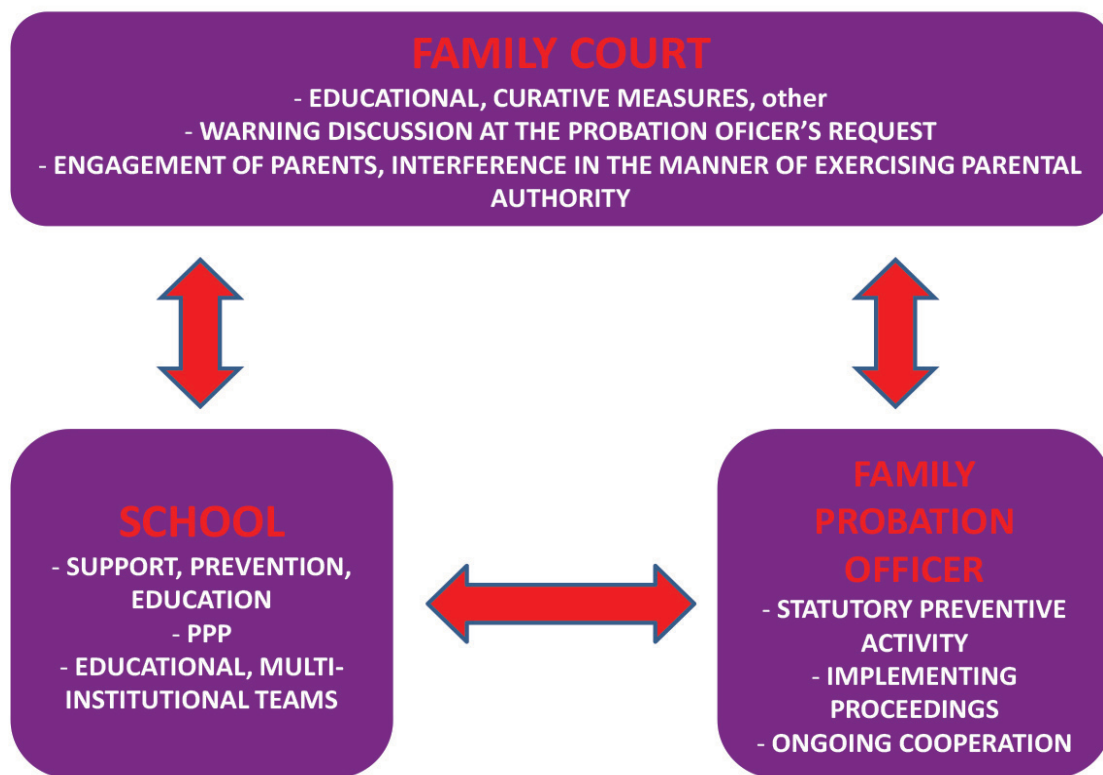 FAMILY COURT
- EDUCATIONAL, CURATIVE MEASURES, other
- WARNING DISCUSSION AT THE PROBATION OFICER'S REQUEST
- ENGAGEMENT OF PARENTS, INTERFERENCE IN THE MANNER OF EXERCISING PARENTAL
AUTHORITY
SCHOOL
- SUPPORT, PREVENTION,
EDUCATION
- PPP
- EDUCATIONAL, MULTI-
INSTITUTIONAL TEAMS
FAMILY
PROBATION
OFFICER
- STATUTORY PREVENTIVE
ACTIVITY
- IMPLEMENTING
PROCEEDINGS
- ONGOING COOPERATION